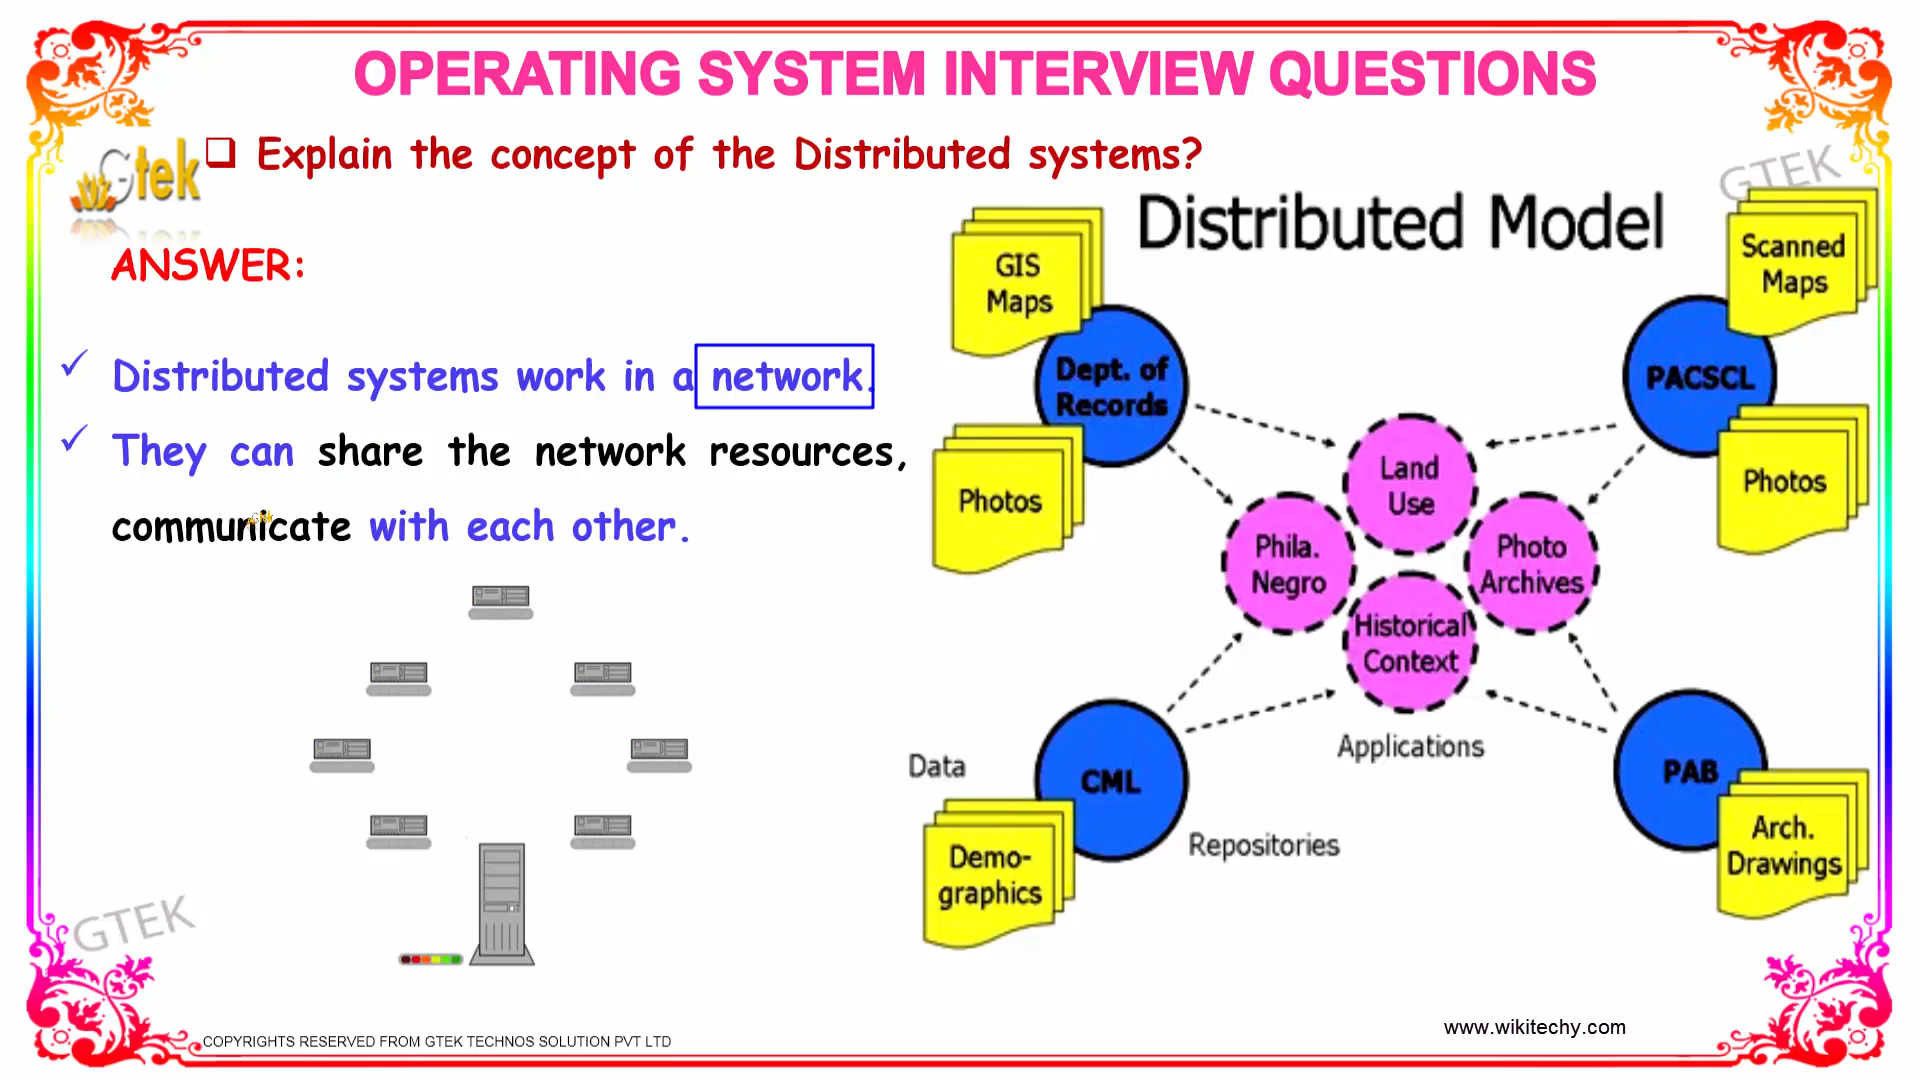 OPERATING SYSTEM INTERVIEW QUESTIONS
Gtek
Explain the concept of the Distributed systems?
GTEK
ANSWER:
Distributed systems work in a network.
They can share the network resources,
communicate with each other.
Distributed Model
GIS
Maps
Scanned
Maps
Dept. of
Records
PACSCL
Photos
Photos
Land
Use
Phila.
Negro
Photo
Archives
Historical
Context
Applications
Data
CML
PAB
Repositories
Demo-
graphics
Arch.
Drawings
GTEK
www.wikitechy.com
COPYRIGHTS RESERVED FROM GTEK TECHNOS SOLUTION PVT LTD